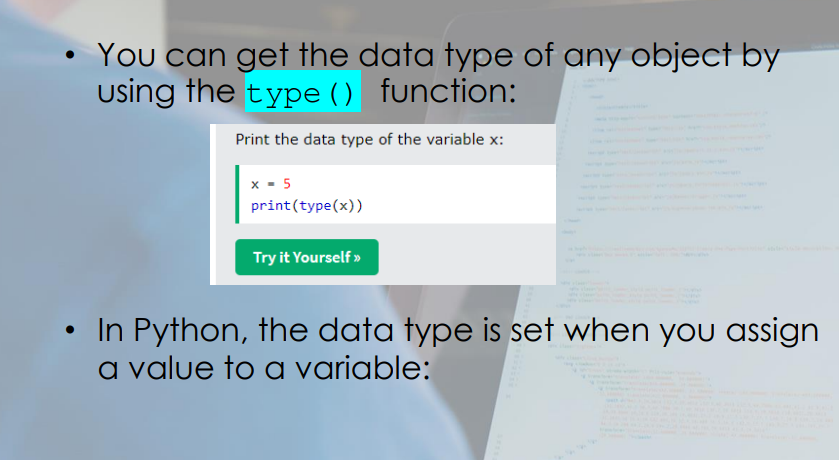 • You can get the data type of any object by
using the type() function:
Print the data type of the variable x:
x = 5
print(type(x))
Try it Yourself »
• In Python, the data type is set when you assign
a value to a variable: